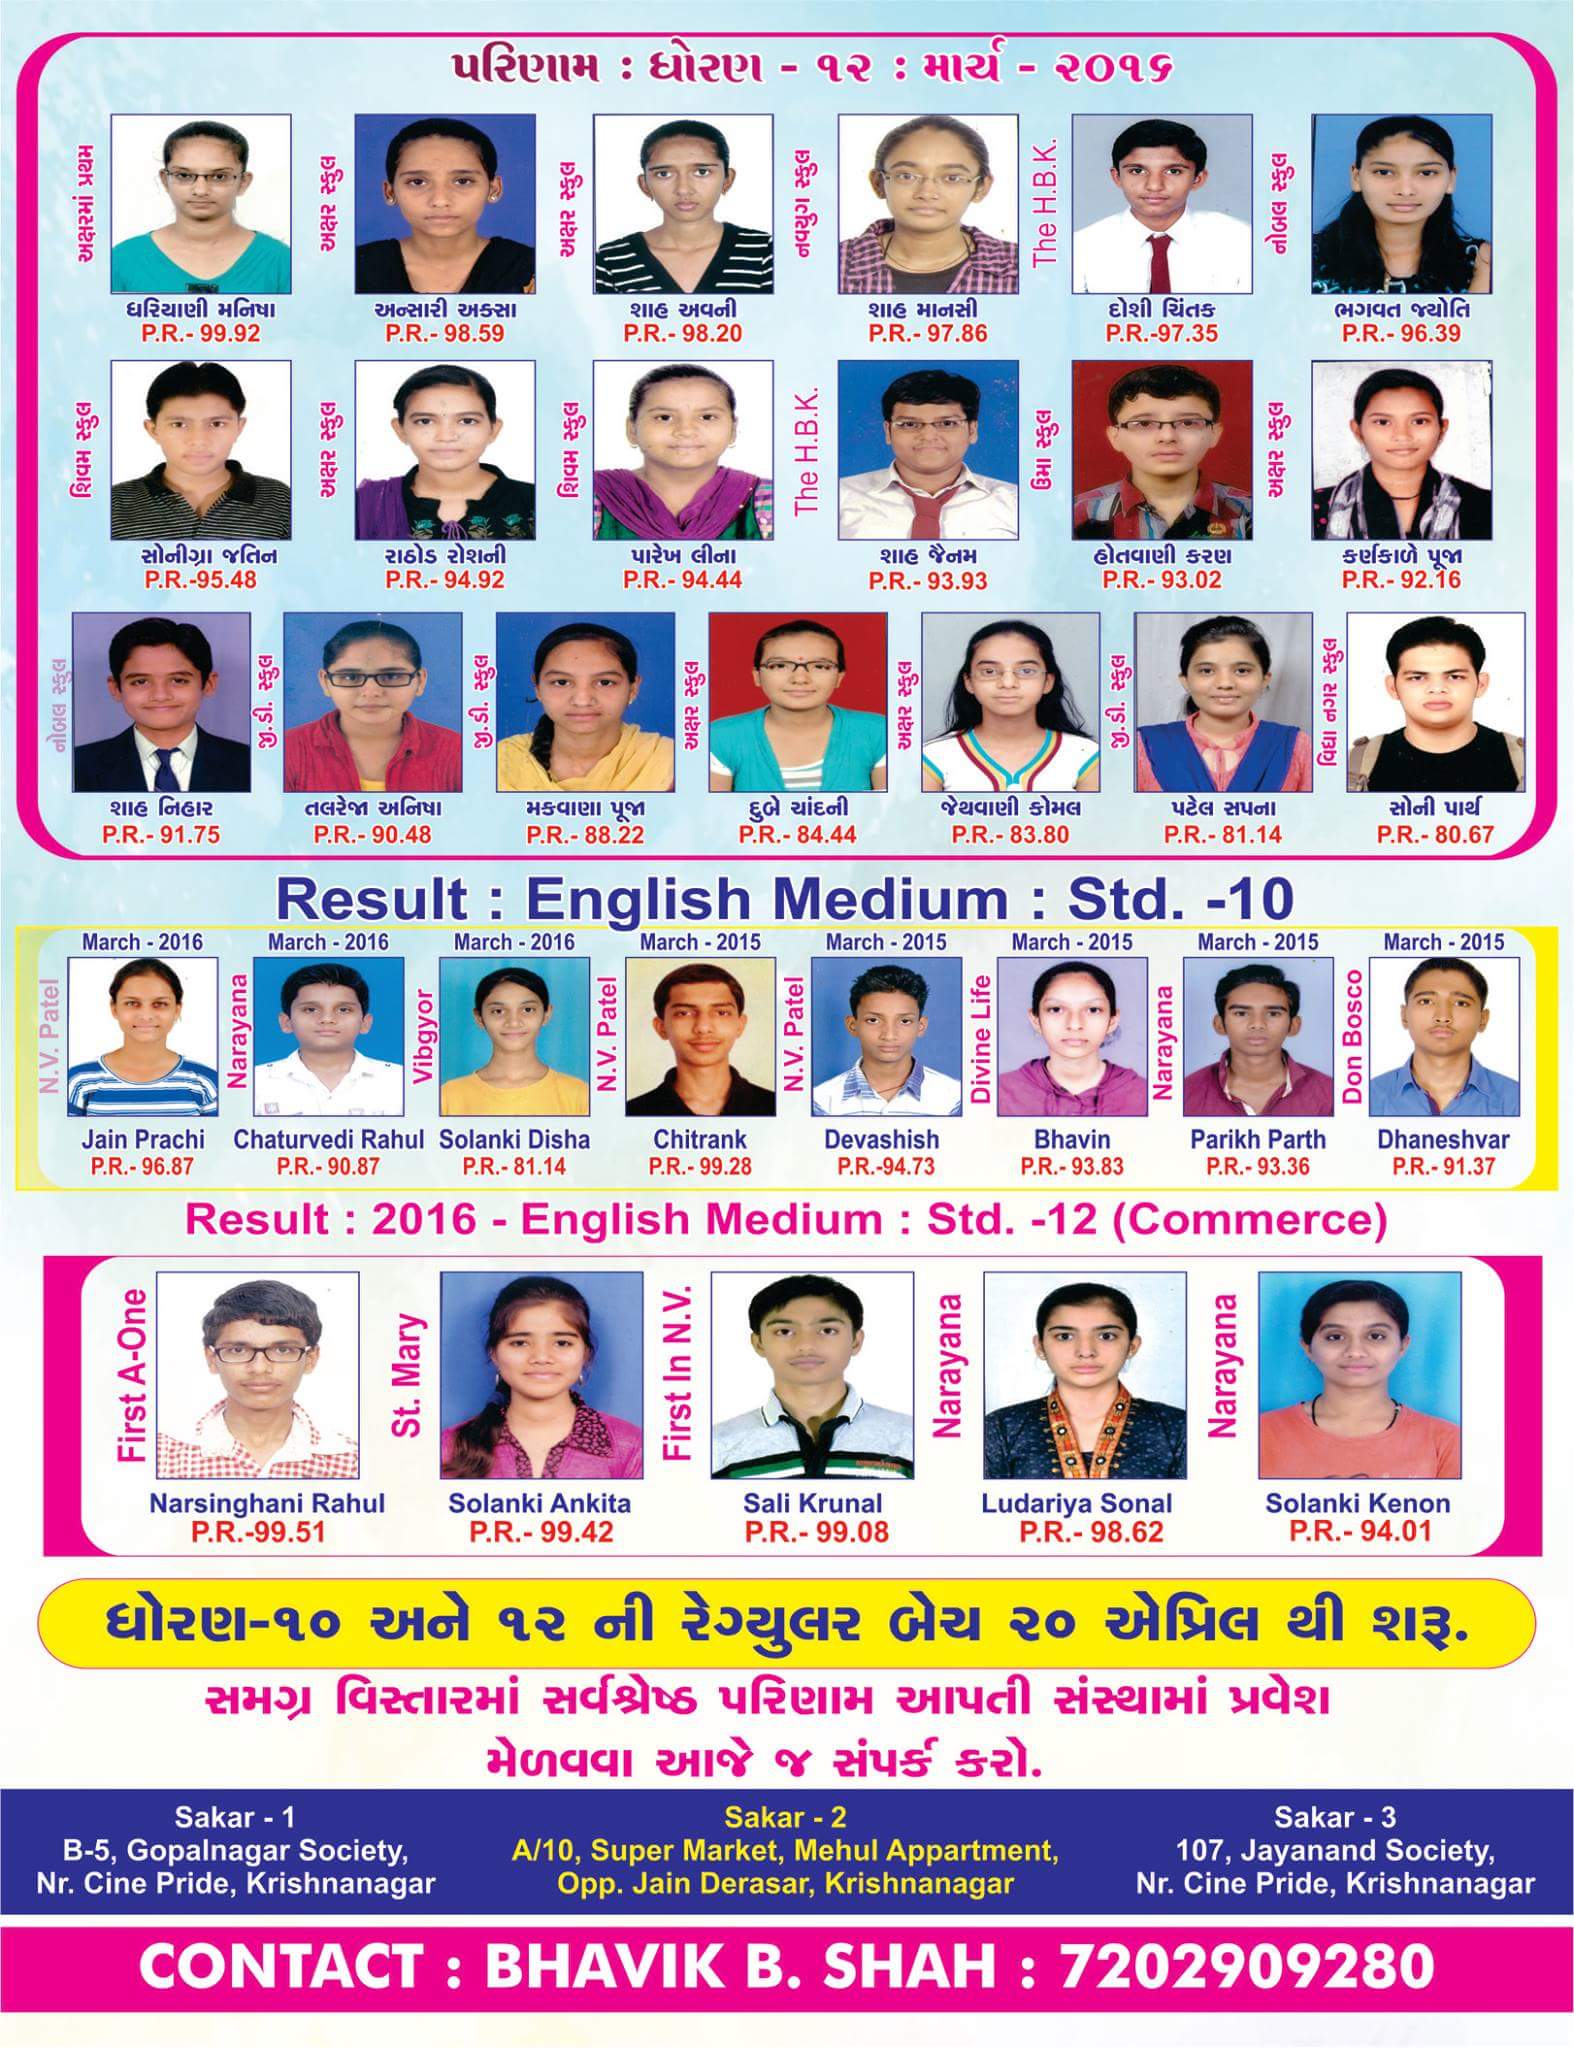 પરિણામ : ધોરણ - ૧૨ : માર્ચ - ૨૦૧૬
અક્ષરમાં પ્રથમ
અક્ષર સ્કુલ
અક્ષર સ્કુલ
નવયુગ સ્કુલ
The H.B.K.
નોબલ સ્કુલ
ધરિયાણી મનિષા
અન્સારી અક્સા
શાહ અવની
શાહ માનસી
દોશી ચિંતક
ભગવત જ્યોતિ
P.R.- 99.92
P.R.- 98.59
P.R.- 98.20
P.R.- 97.86
P.R.-97.35
P.R.- 96.39
શિવમ સ્કુલ
અક્ષર સ્કુલ
શિવમ સ્કુલ
The H.B.K.
ઉમા સ્કુલ
અક્ષર સ્કુલ
સોનીગ્રા જતિન
રાઠોડ રોશની
પારેખ લીના
શાહ જૈનમ
હોતવાણી કરણ
કર્ણકાળે પૂજા
P.R.-95.48
P.R.- 94.92
P.R.- 94.44
P.R.- 93.93
P.R.- 93.02
P.R.- 92.16
નોબલ સ્કુલ
જી.ડી. સ્કુલ
જી.ડી. સ્કુલ
અક્ષર સ્કુલ
અક્ષર સ્કુલ
જી.ડી. સ્કુલ
વિદ્યા નગર સ્કુલ
શાહ નિહાર
તલરેજા અનિષા
મકવાણા પૂજા
દુબે ચાંદની
જેથવાણી કોમલ
પટેલ સપના
સોની પાર્થ
P.R.- 91.75
P.R.- 90.48
P.R.- 88.22
P.R.- 84.44
P.R.- 83.80
P.R.- 81.14
P.R.- 80.67
Result : English Medium : Std. -10
March - 2016
March - 2016
March - 2016
March - 2015
March - 2015
March - 2015
March - 2015
March - 2015
N.V. Patel
Narayana
Vibgyor
N.V. Patel
N.V. Patel
Divine Life
Narayana
Don Bosco
Jain Prachi
Chaturvedi Rahul
Solanki Disha
Chitrank
Devashish
Bhavin
Parikh Parth
Dhaneshvar
P.R.- 96.87
P.R.- 90.87
P.R.- 81.14
P.R.- 99.28
P.R.-94.73
P.R.- 93.83
P.R.- 93.36
P.R.- 91.37
Result : 2016 - English Medium : Std. -12 (Commerce)
First A-One
St. Mary
First In N.V.
Narayana
Narayana
Narsinghani Rahul
Solanki Ankita
Sali Krunal
Ludariya Sonal
Solanki Kenon
P.R.-99.51
P.R.- 99.42
P.R.- 99.08
P.R.- 98.62
P.R.- 94.01
ધોરણ-૧૦ અને ૧૨ ની રેગ્યુલર બેચ ૨૦ એપ્રિલ થી શરૂ.
સમગ્ર વિસ્તારમાં સર્વશ્રેષ્ઠ પરિણામ આપતી સંસ્થામાં પ્રવેશ
મેળવવા આજે જ સંપર્ક કરો.
Sakar - 1
B-5, Gopalnagar Society,
Nr. Cine Pride, Krishnanagar
Sakar - 2
A/10, Super Market, Mehul Appartment,
Opp. Jain Derasar, Krishnanagar
Sakar - 3
107, Jayanand Society,
Nr. Cine Pride, Krishnanagar
CONTACT : BHAVIK B. SHAH : 7202909280